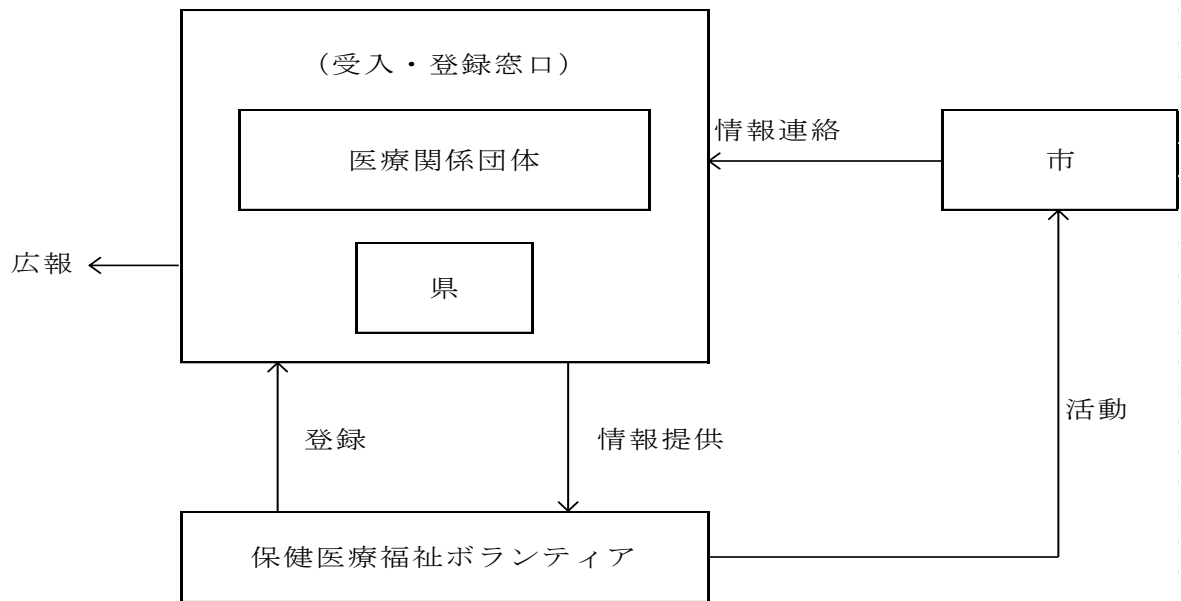 (受入・登録窓口)
情報連絡
医療関係団体
市
広報
県
活動
登録
情報提供
保健医療福祉ボランティア